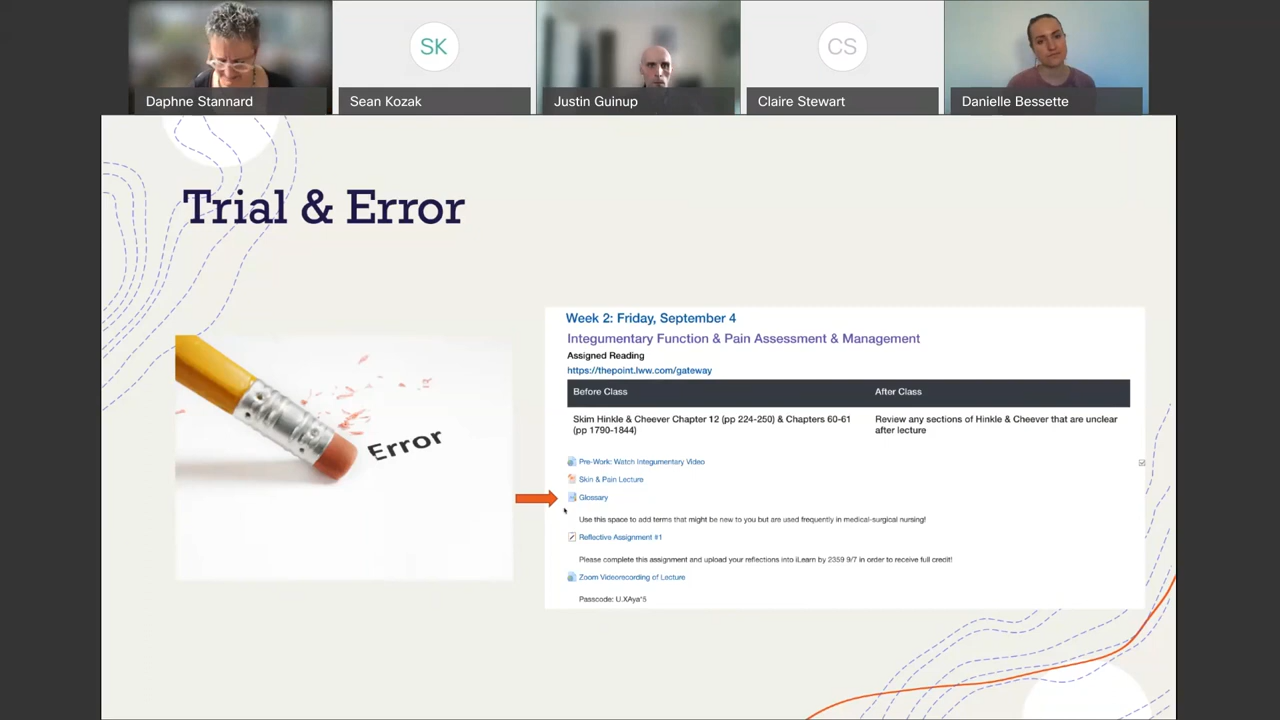 Daphne Stannard
SK
Sean Kozak
Justin Guinup
CS
Claire Stewart
Danielle Bessette
Trial & Error
Error
Week 2: Friday, September 4
Integumentary Function & Pain Assessment & Management
Assigned Reading
https://thepoint.lww.com/gateway
Before Class
After Class
Skim Hinkle & Cheever Chapter 12 (pp 224-250) & Chapters 60-61
(pp 1790-1844)
Review any sections of Hinkle & Cheever that are unclear
after lecture
Pre-Work: Watch Integumentary Video
Skin & Pain Lecture
Glossary
Use this space to add terms that might be new to you but are used frequently in medical-surgical nursing!
Reflective Assignment #1
Please complete this assignment and upload your reflections into iLearn by 2359 9/7 in order to receive full credit!
Zoom Videorecording of Lecture
Passcode: U.XAya^5